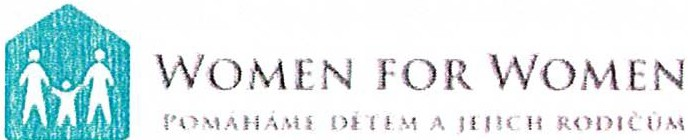 WOMEN FOR WOMEN
POMÁHÁME DĚTEM A JEJICH RODIČŮM